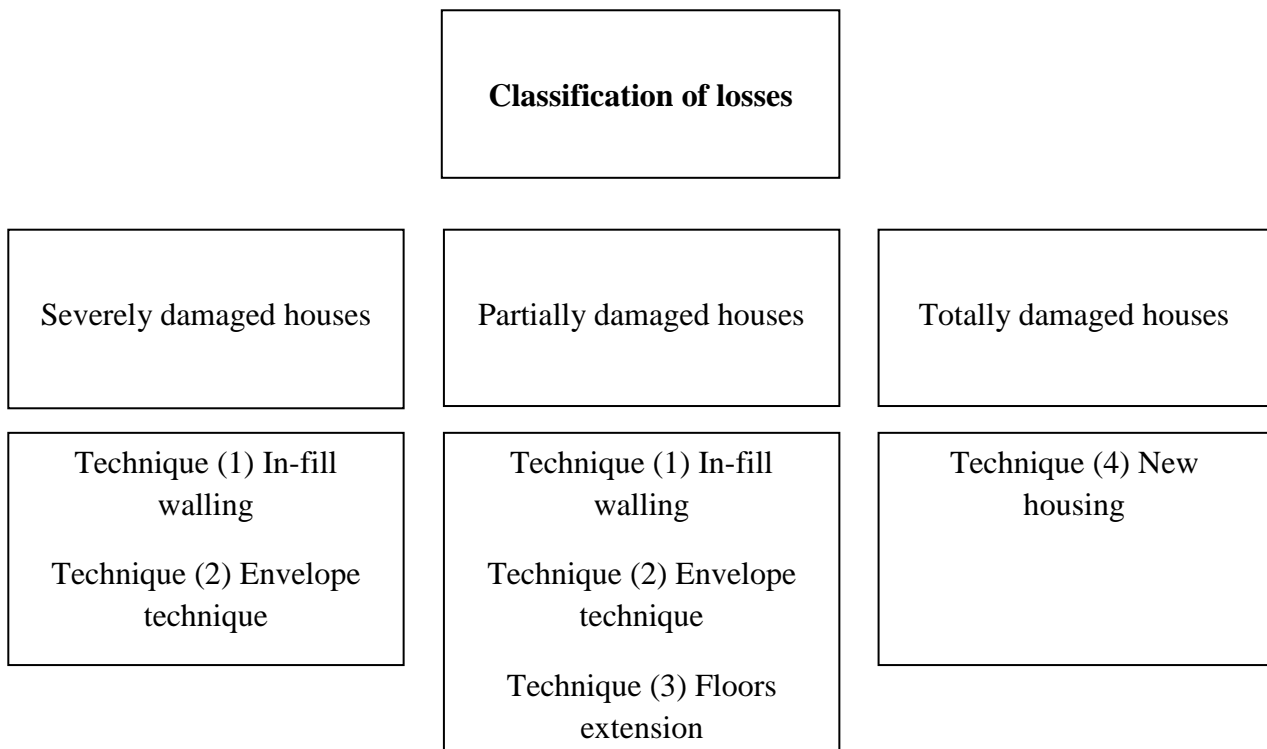 Classification of losses
Severely damaged houses
Partially damaged houses
Totally damaged houses
Technique (1) In-fill
walling
Technique (2) Envelope
technique
Technique (1) In-fill
walling
Technique (2) Envelope
technique
Technique (3) Floors
extension
Technique (4) New
housing